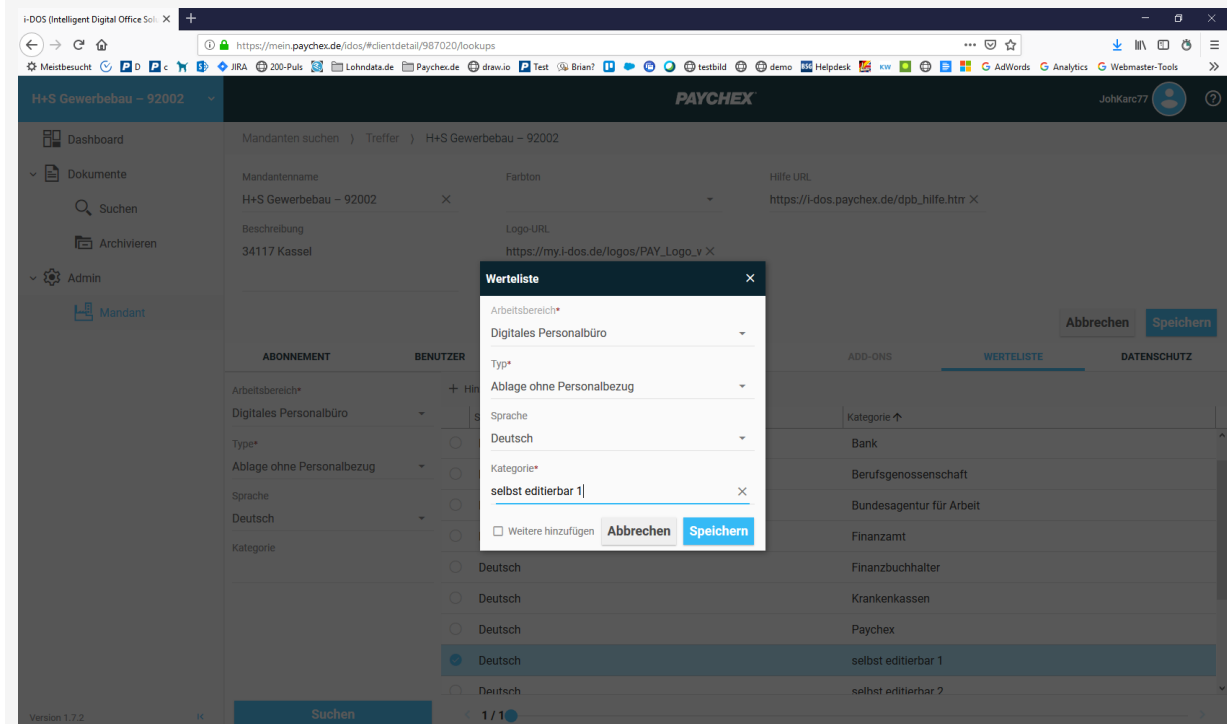 i-DOS (Intelligent Digital Office Solu
https://mein.paychex.de/idos/#clientdetail/987020/lookups
Meistbesucht D c JIRA 200-Puls Lohndata.de Paychex.de draw.io Test Brian? testbild demo BSG Helpdesk KW AdWords Analytics Webmaster-Tools
H+S Gewerbebau – 92002 PAYCHEX JohKarc77
Dashboard
Mandanten suchen ⟩ Treffer ⟩ H+S Gewerbebau – 92002
Dokumente
Mandantenname Farbton Hilfe URL
H+S Gewerbebau – 92002 https://i-dos.paychex.de/dpb_hilfe.htm
Suchen
Beschreibung Logo-URL
Archivieren
34117 Kassel https://my.i-dos.de/logos/PAY_Logo_v
Admin
Mandant
Abbrechen Speichern
ABONNEMENT BENUTZER ADD-ONS WERTELISTE DATENSCHUTZ
Arbeitsbereich*
Digitales Personalbüro
Type*
Ablage ohne Personalbezug
Sprache
Deutsch
Kategorie
Suchen
+ Hin
S Kategorie
Bank
Berufsgenossenschaft
Bundesagentur für Arbeit
Finanzamt
Deutsch Finanzbuchhalter
Deutsch Krankenkassen
Deutsch Paychex
Deutsch selbst editierbar 1
Deutsch selbst editierbar 2
1 / 1
Version 1.7.2
Werteliste
Arbeitsbereich*
Digitales Personalbüro
Typ*
Ablage ohne Personalbezug
Sprache
Deutsch
Kategorie*
selbst editierbar 1
Weitere hinzufügen Abbrechen Speichern